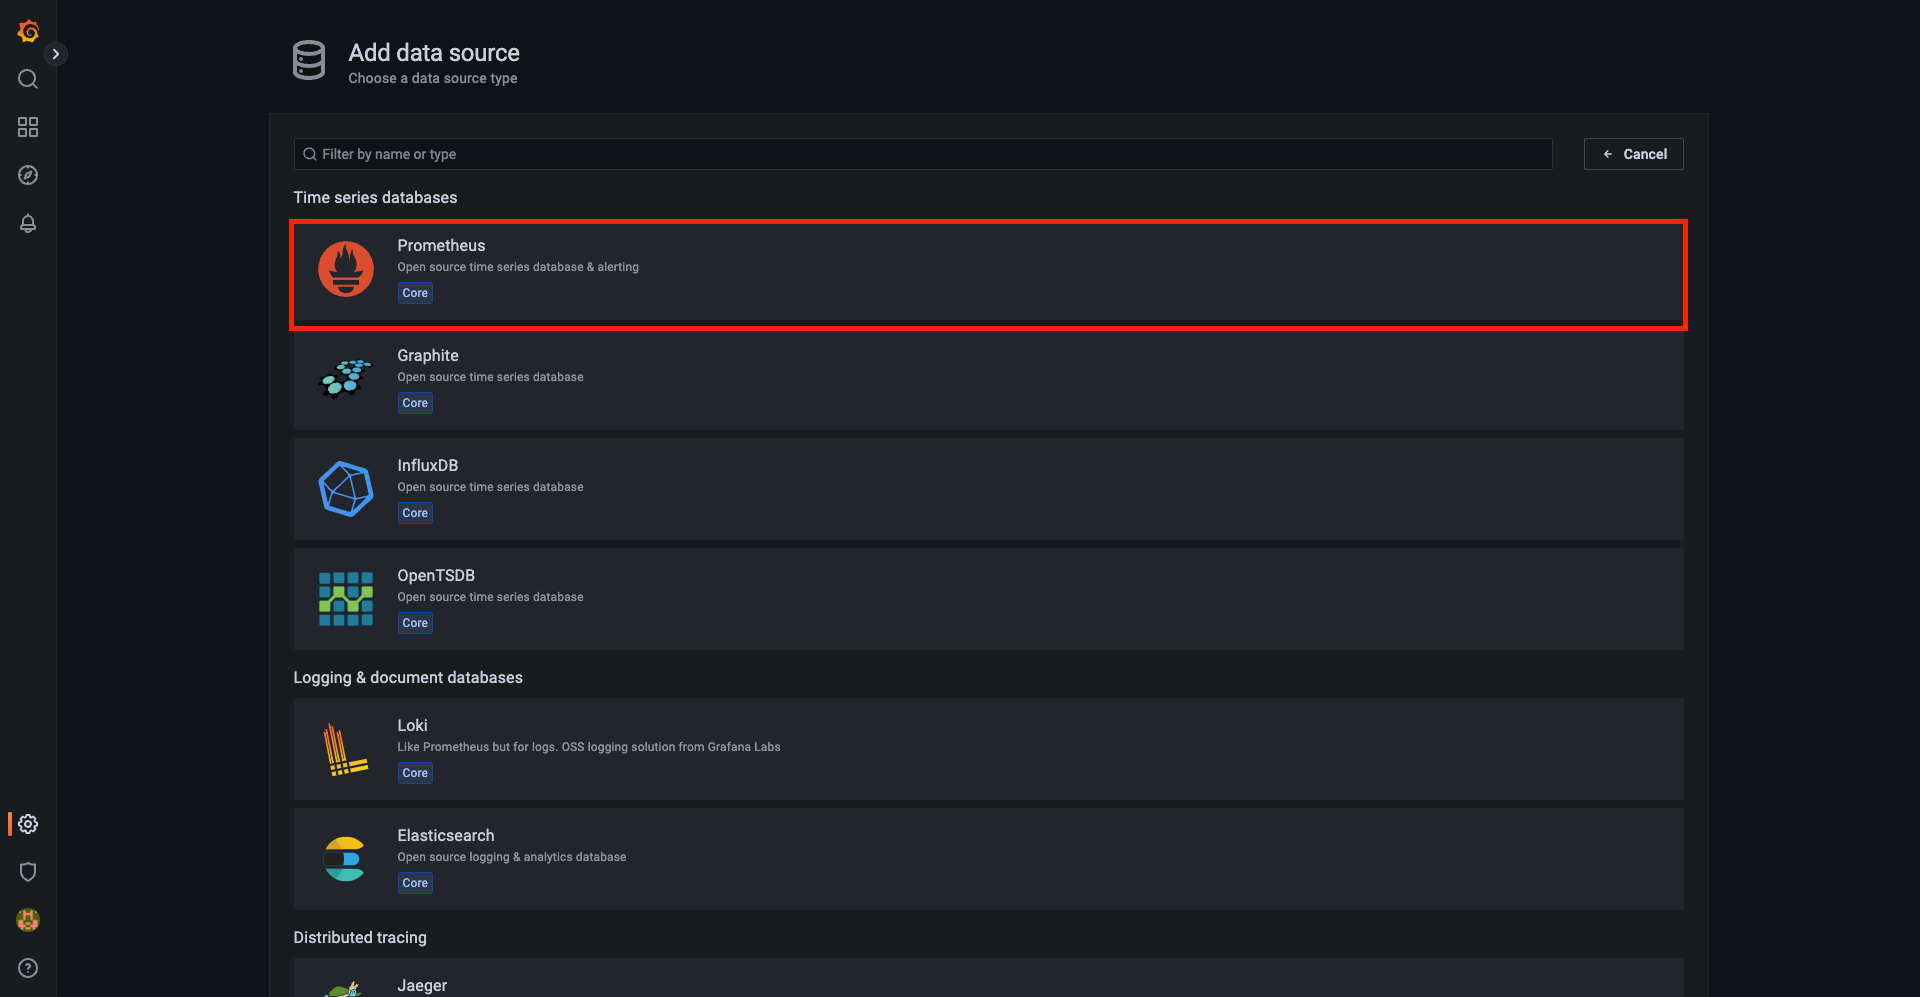 Add data source
Choose a data source type
Filter by name or type
Cancel
Time series databases
Prometheus
Open source time series database & alerting
Core
Graphite
Open source time series database
Core
InfluxDB
Open source time series database
Core
OpenTSDB
Open source time series database
Core
Logging & document databases
Loki
Like Prometheus but for logs. OSS logging solution from Grafana Labs
Core
Elasticsearch
Open source logging & analytics database
Core
Distributed tracing
Jaeger